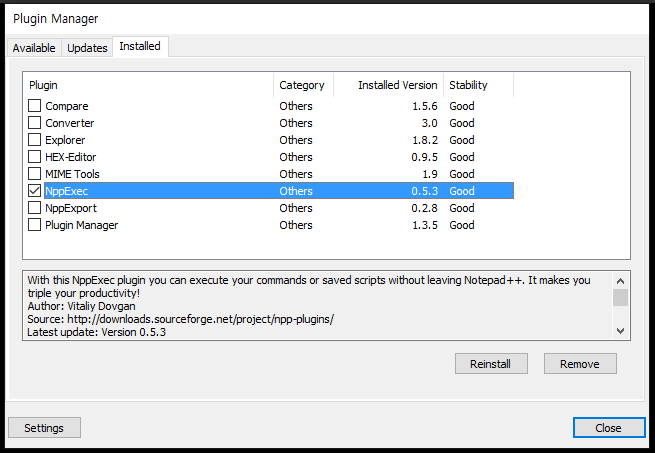 Plugin Manager
Available Updates Installed
Plugin Category Installed Version Stability
Compare Others 1.5.6 Good
Converter Others 3.0 Good
Explorer Others 1.8.2 Good
HEX-Editor Others 0.9.5 Good
MIME Tools Others 1.9 Good
NppExec Others 0.5.3 Good
NppExport Others 0.2.8 Good
Plugin Manager Others 1.3.5 Good
With this NppExec plugin you can execute your commands or saved scripts without leaving Notepad++. It makes you
triple your productivity!
Author: Vitaliy Dovgan
Source: http://downloads.sourceforge.net/project/npp-plugins/
Latest update: Version 0.5.3
Reinstall Remove
Settings Close